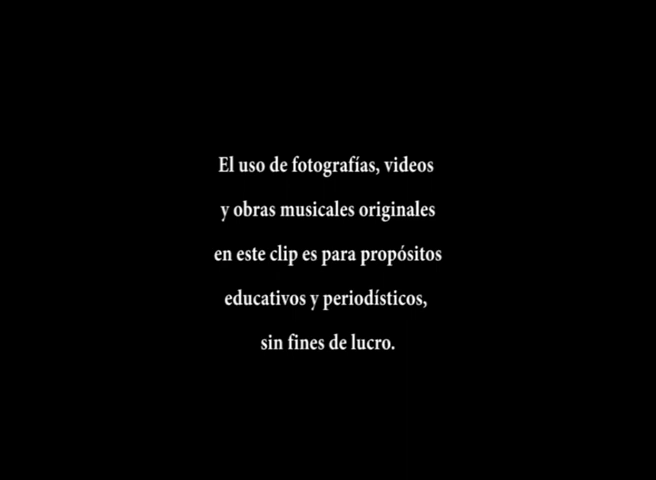 El uso de fotografías, videos
y obras musicales originales
en este clip es para propósitos
educativos y periodísticos,
sin fines de lucro.